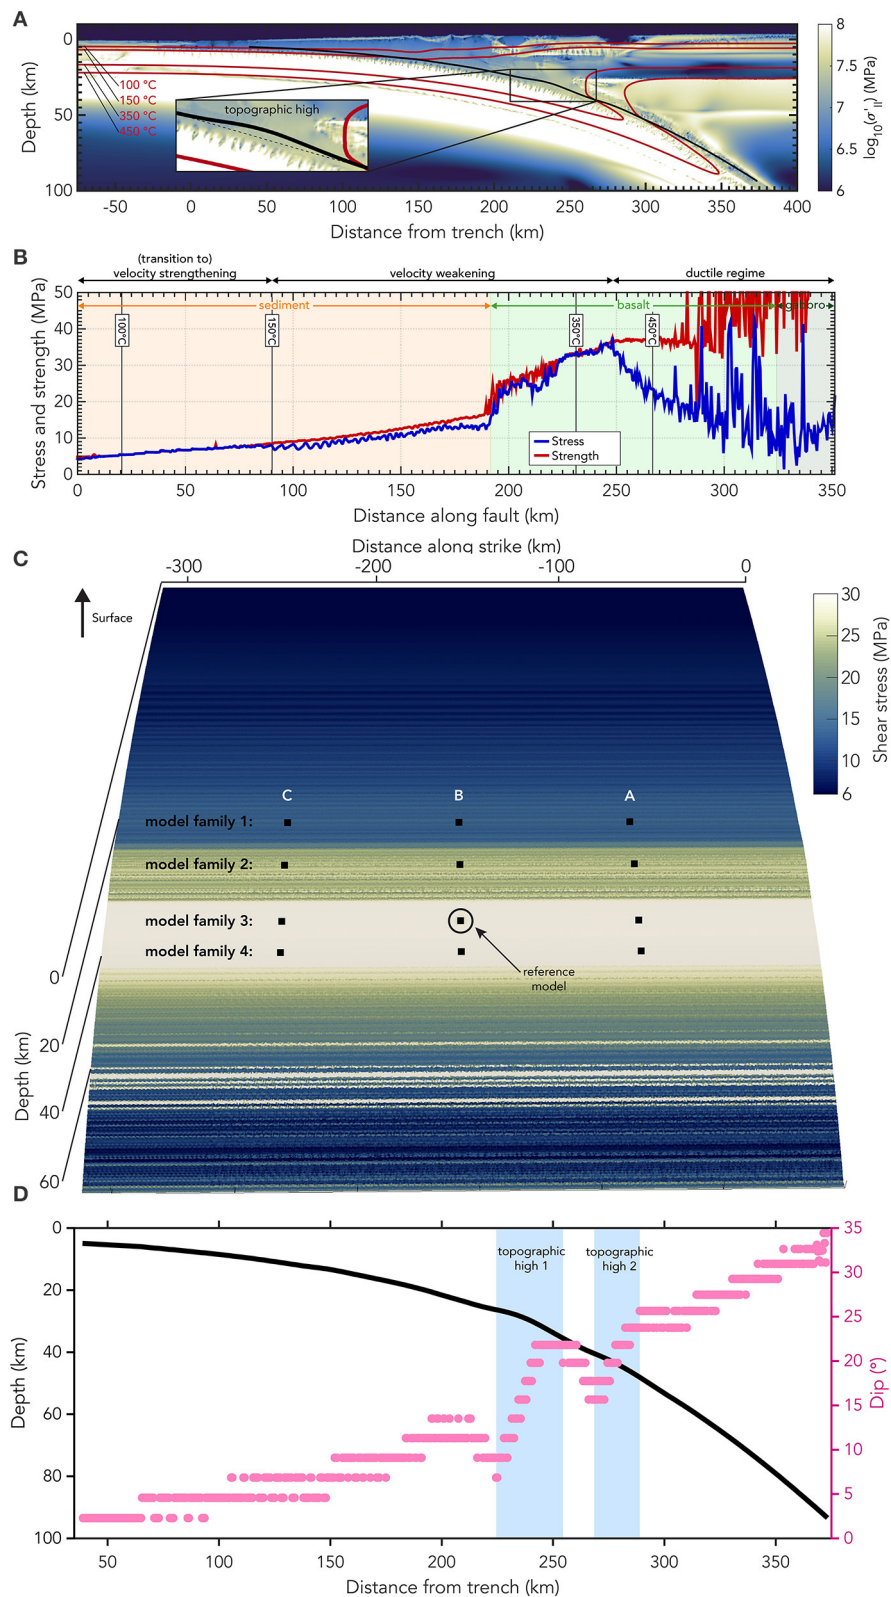 A
0
50
100
Depth (km)
100 °C
150 °C
350 °C
450 °C
topographic high
-50
0
50
100
150
200
250
300
350
400
Distance from trench (km)
8
7.5
7
6.5
6
log₁₀(σ'ᵢᵢ) (MPa)
B
(transition to)
velocity strengthening
velocity weakening
ductile regime
50
40
30
20
10
0
Stress and strength (MPa)
sediment
basalt
gabbro
100°C
150°C
350°C
450°C
Stress
Strength
0
50
100
150
200
250
300
350
Distance along fault (km)
C
Distance along strike (km)
-300
-200
-100
0
Surface
30
25
20
15
10
6
Shear stress (MPa)
C
B
A
model family 1:
model family 2:
model family 3:
model family 4:
reference
model
0
20
40
60
Depth (km)
D
0
20
40
60
80
100
Depth (km)
topographic
high 1
topographic
high 2
35
30
25
20
15
10
5
0
Dip (°)
50
100
150
200
250
300
350
Distance from trench (km)